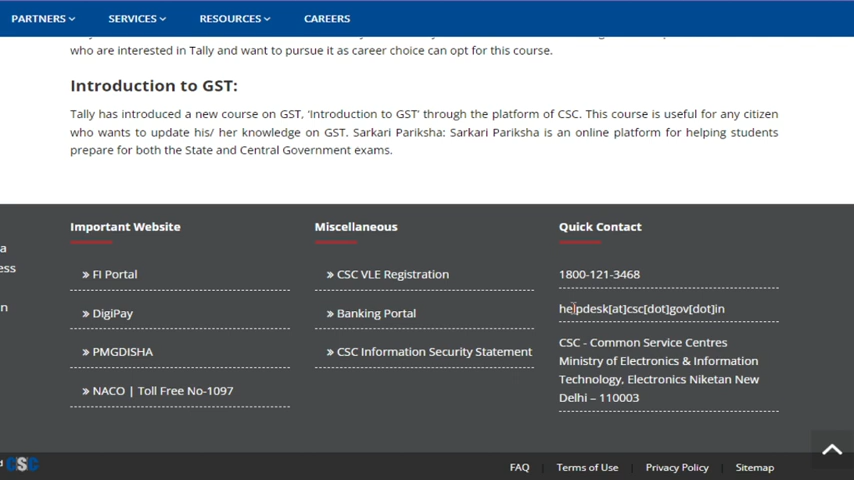 PARTNERS SERVICES RESOURCES CAREERS
who are interested in Tally and want to pursue it as career choice can opt for this course.
Introduction to GST:
Tally has introduced a new course on GST, 'Introduction to GST' through the platform of CSC. This course is useful for any citizen
who wants to update his/ her knowledge on GST. Sarkari Pariksha: Sarkari Pariksha is an online platform for helping students
prepare for both the State and Central Government exams.
Important Website
» FI Portal
» DigiPay
» PMGDISHA
» NACO | Toll Free No-1097
Miscellaneous
» CSC VLE Registration
» Banking Portal
» CSC Information Security Statement
Quick Contact
1800-121-3468
helpdesk[at]csc[dot]gov[dot]in
CSC - Common Service Centres
Ministry of Electronics & Information
Technology, Electronics Niketan New
Delhi – 110003
CSC
FAQ | Terms of Use | Privacy Policy | Sitemap